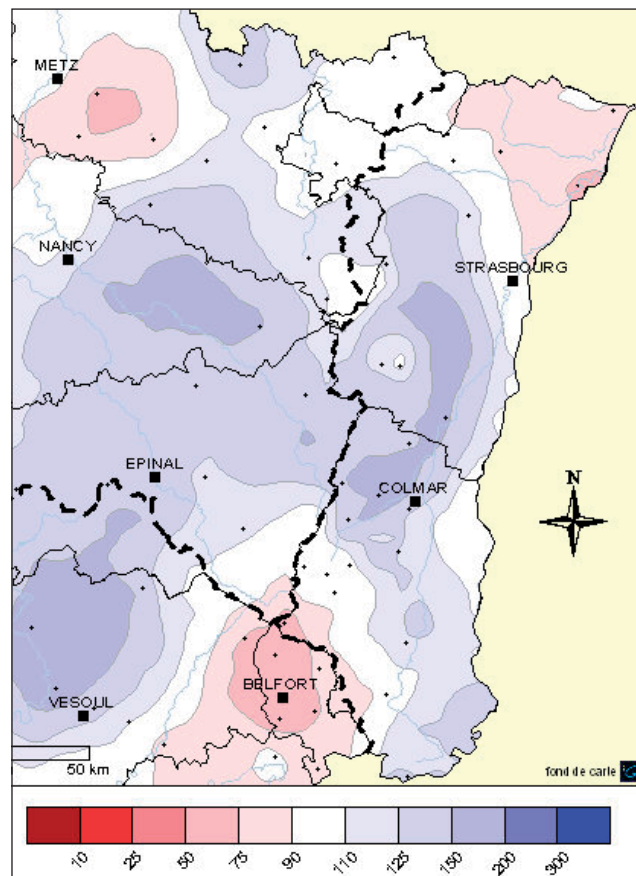 METZ
NANCY
STRASBOURG
EPINAL
COLMAR
N
BELFORT
VESOUL
50 km
fond de carte
10 25 50 75 90 110 125 150 200 300